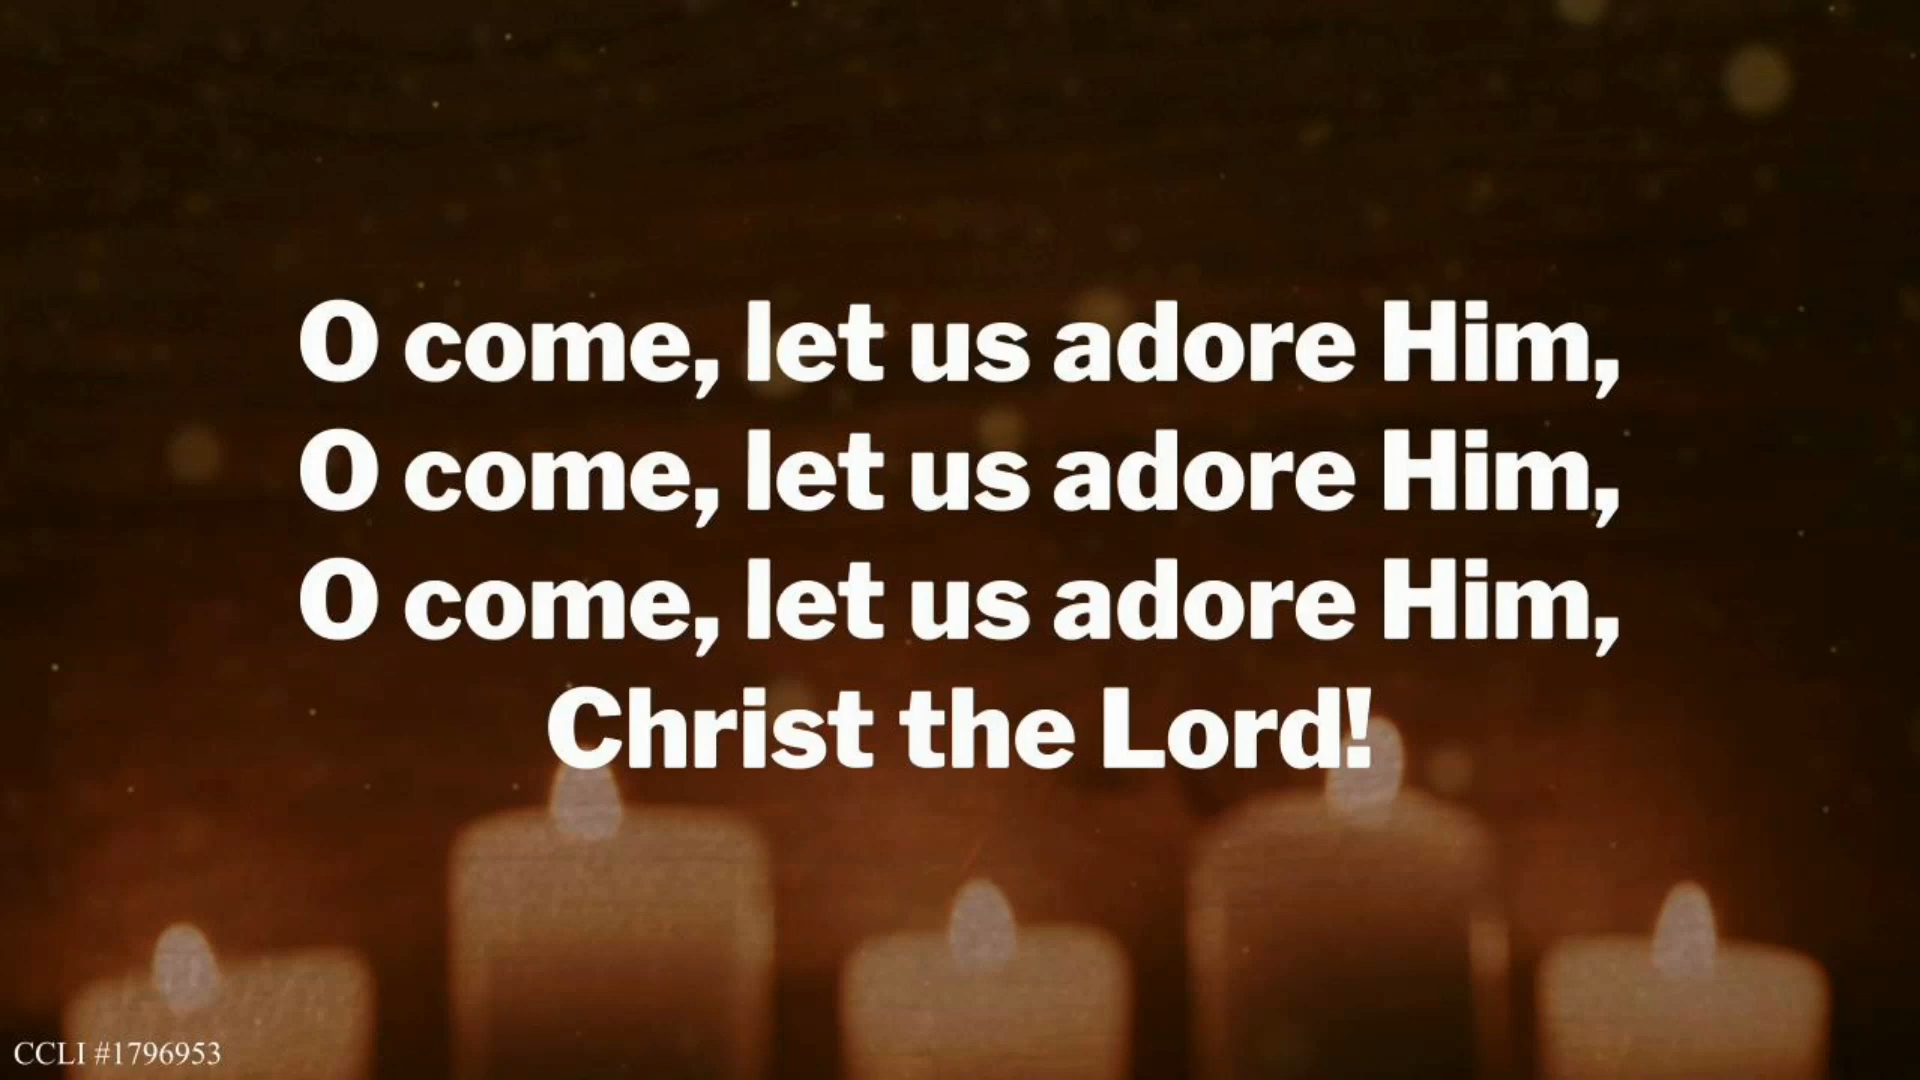 O come, let us adore Him,
O come, let us adore Him,
O come, let us adore Him,
Christ the Lord!
CCLI #1796953